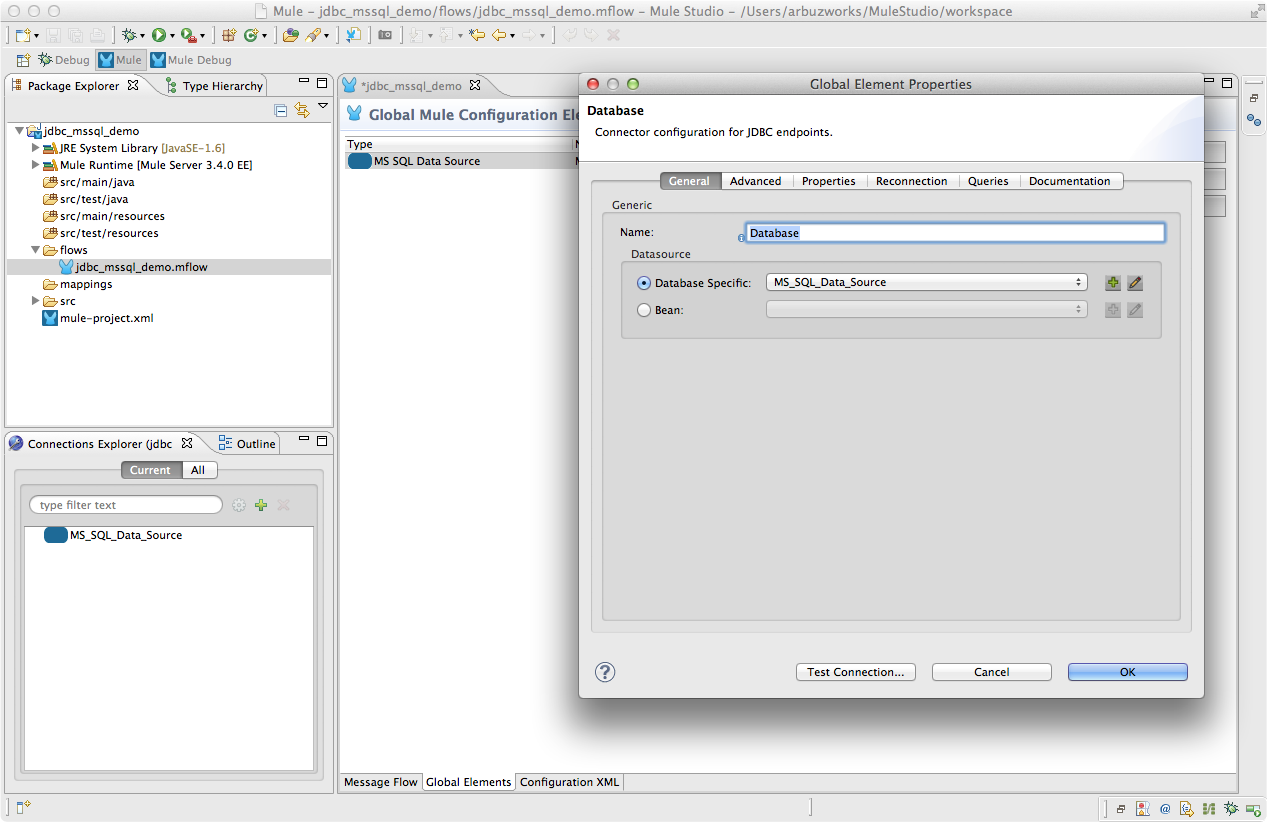 Mule – jdbc_mssql_demo/flows/jdbc_mssql_demo.mflow – Mule Studio – /Users/arbuzworks/MuleStudio/workspace
Debug Mule Mule Debug
Package Explorer Type Hierarchy
jdbc_mssql_demo
JRE System Library [JavaSE-1.6]
Mule Runtime [Mule Server 3.4.0 EE]
src/main/java
src/test/java
src/main/resources
src/test/resources
flows
jdbc_mssql_demo.mflow
mappings
src
mule-project.xml
Connections Explorer (jdbc Outline
Current All
type filter text
MS_SQL_Data_Source
*jdbc_mssql_demo
Global Mule Configuration Ele
Type
MS SQL Data Source
Message Flow Global Elements Configuration XML
Global Element Properties
Database
Connector configuration for JDBC endpoints.
General Advanced Properties Reconnection Queries Documentation
Generic
Name: Database
Datasource
Database Specific: MS_SQL_Data_Source
Bean:
? Test Connection... Cancel OK